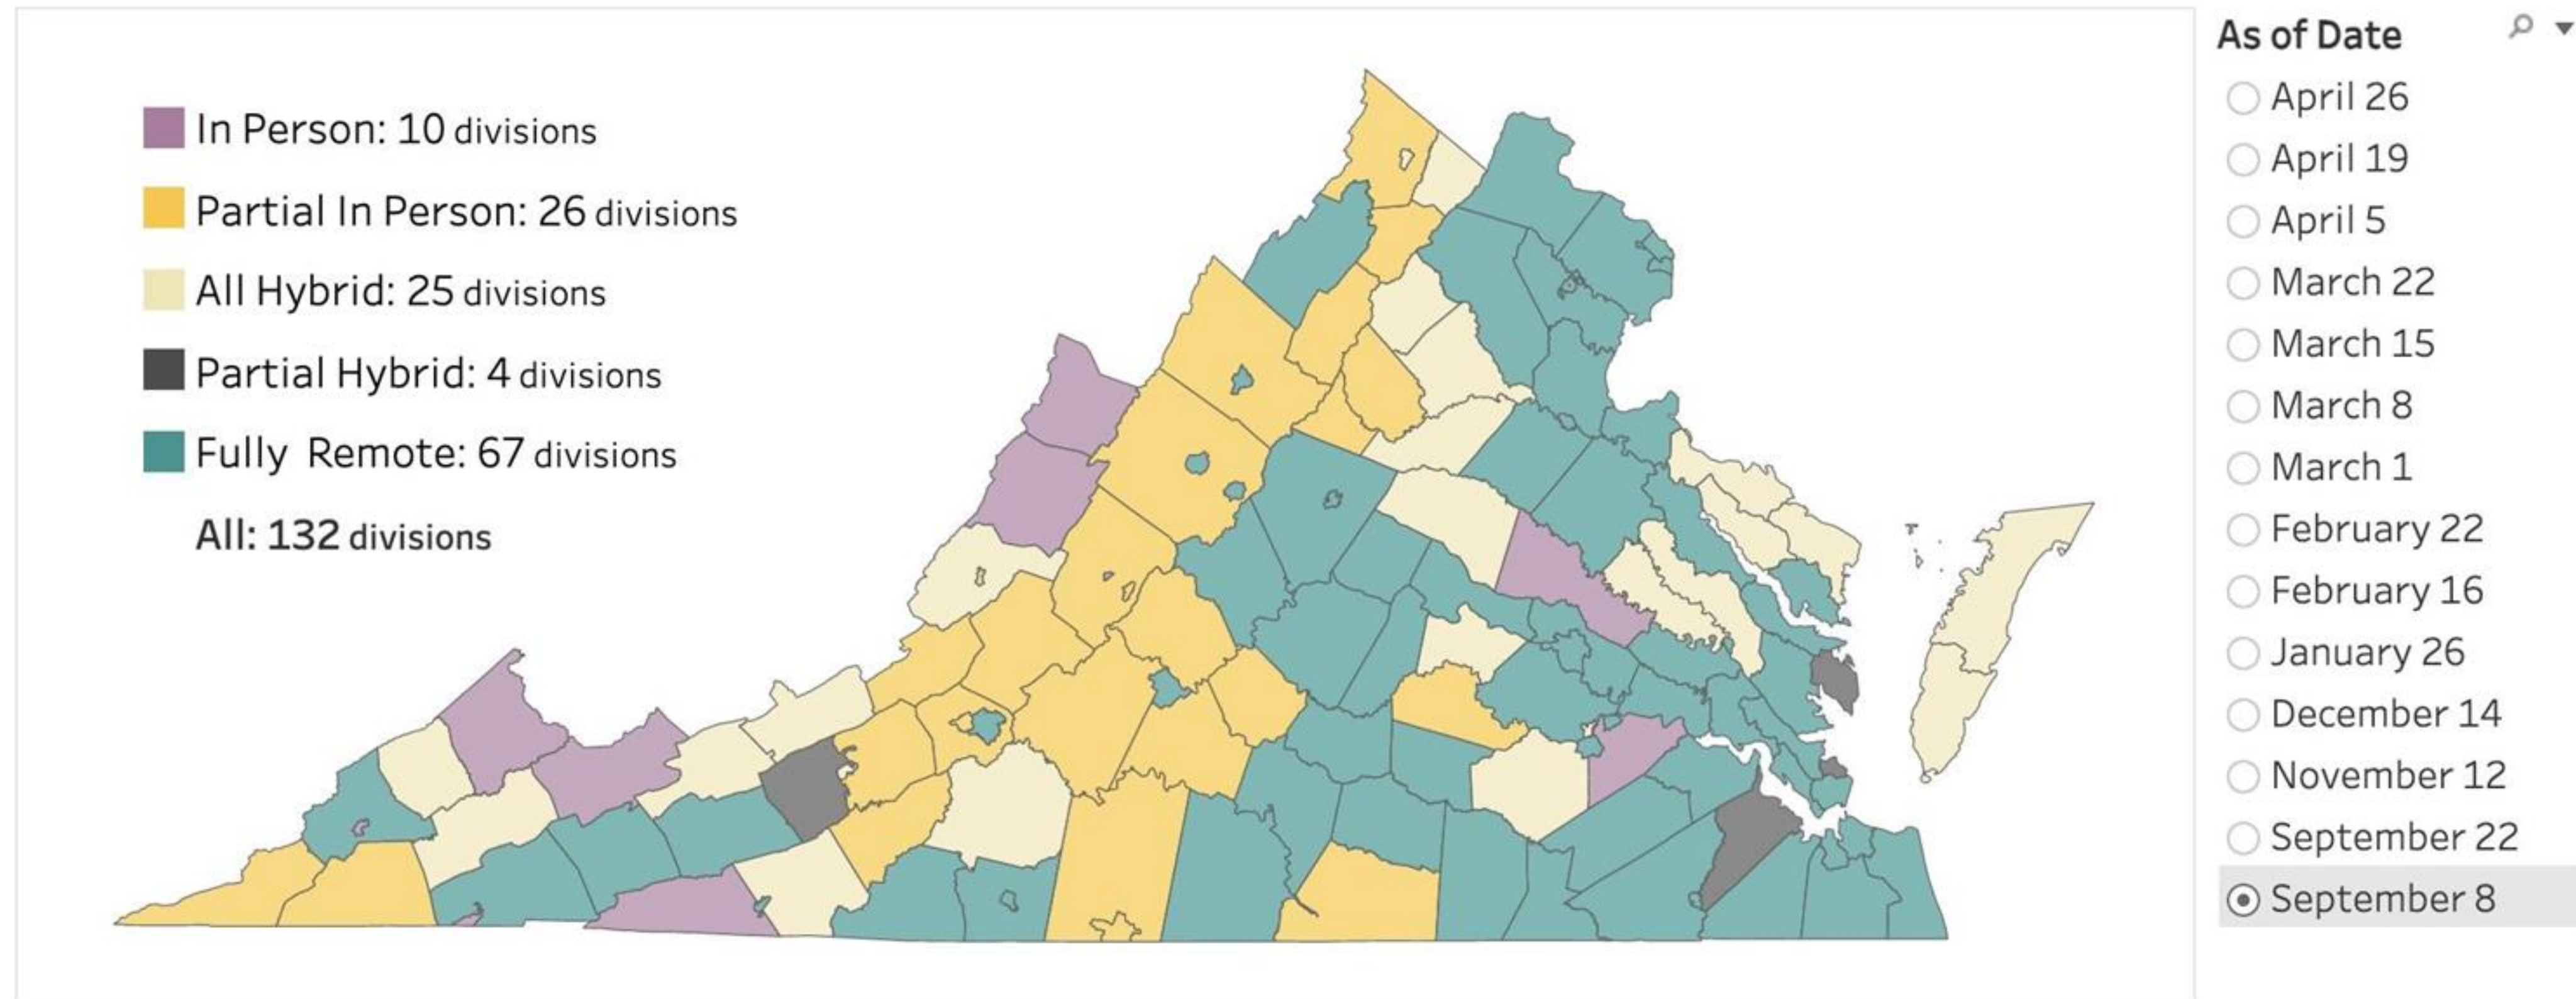 In Person: 10 divisions
Partial In Person: 26 divisions
All Hybrid: 25 divisions
Partial Hybrid: 4 divisions
Fully Remote: 67 divisions
All: 132 divisions
As of Date
April 26
April 19
April 5
March 22
March 15
March 8
March 1
February 22
February 16
January 26
December 14
November 12
September 22
September 8